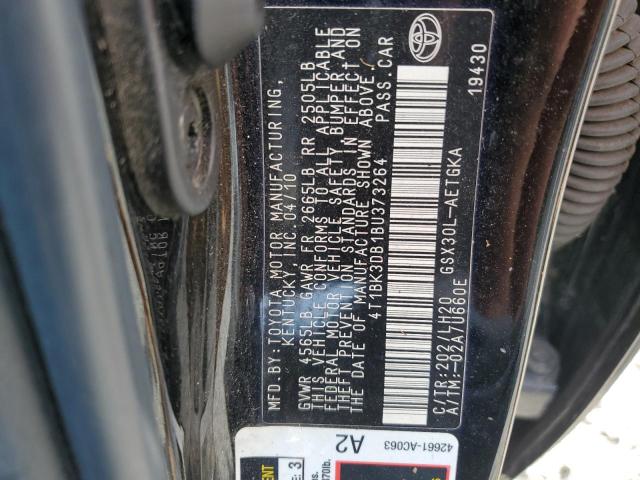 MFD. BY: TOYOTA MOTOR MANUFACTURING,
KENTUCKY, INC. 04/10
GVWR 4565LB GAWR FR 2665LB RR 2505LB
THIS VEHICLE CONFORMS TO ALL APPLICABLE
FEDERAL MOTOR VEHICLE SAFETY, BUMPER, AND
THEFT PREVENTION STANDARDS IN EFFECT ON
THE DATE OF MANUFACTURE SHOWN ABOVE.
4T1BK3DB1BU373264 PASS.CAR
C/TR:202/LH20 GSX30L-AETGKA
A/TM:-02A/U660E
19430
42661-AC063
A2
3